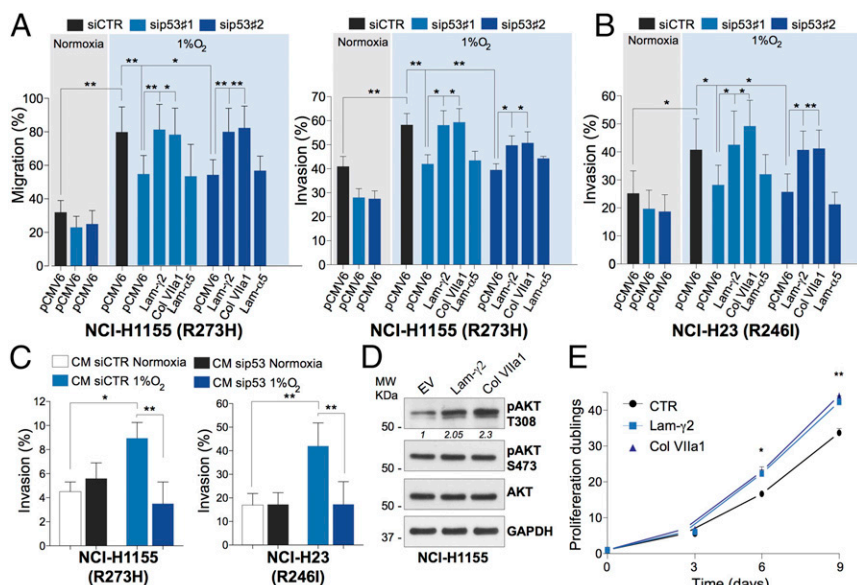 A
siCTR sip53♯1 sip53♯2
Normoxia 1%O2
** ** * ** * ** **
Migration (%)
100
80
60
40
20
0
pCMV6 pCMV6 pCMV6 pCMV6 pCMV6 Lam-γ2 Col VIIa1 Lam-α5 pCMV6 Lam-γ2 Col VIIa1 Lam-α5
NCI-H1155 (R273H)
siCTR sip53♯1 sip53♯2
Normoxia 1%O2
** ** ** * * * *
Invasion (%)
70
60
50
40
30
20
10
0
pCMV6 pCMV6 pCMV6 pCMV6 pCMV6 Lam-γ2 Col VIIa1 Lam-α5 pCMV6 Lam-γ2 Col VIIa1 Lam-α5
NCI-H1155 (R273H)
B
siCTR sip53♯1 sip53♯2
Normoxia 1%O2
* * * * * * **
Invasion (%)
60
50
40
30
20
10
0
pCMV6 pCMV6 pCMV6 pCMV6 pCMV6 Lam-γ2 Col VIIa1 Lam-α5 pCMV6 Lam-γ2 Col VIIa1 Lam-α5
NCI-H23 (R246I)
C
CM siCTR Normoxia CM sip53 Normoxia
CM siCTR 1%O2 CM sip53 1%O2
* **
Invasion (%)
12
10
8
6
4
2
0
NCI-H1155
(R273H)
** **
Invasion (%)
60
50
40
30
20
10
0
NCI-H23
(R246I)
D
MW
KDa
EV Lam-γ2 Col VIIa1
pAKT
T308
1 2.05 2.3
50
pAKT
S473
50
AKT
50
GAPDH
37
NCI-H1155
E
CTR
Lam-γ2
Col VIIa1
* **
Prolifereration dublings
40
30
20
10
0
0 3 6 9
Time (days)